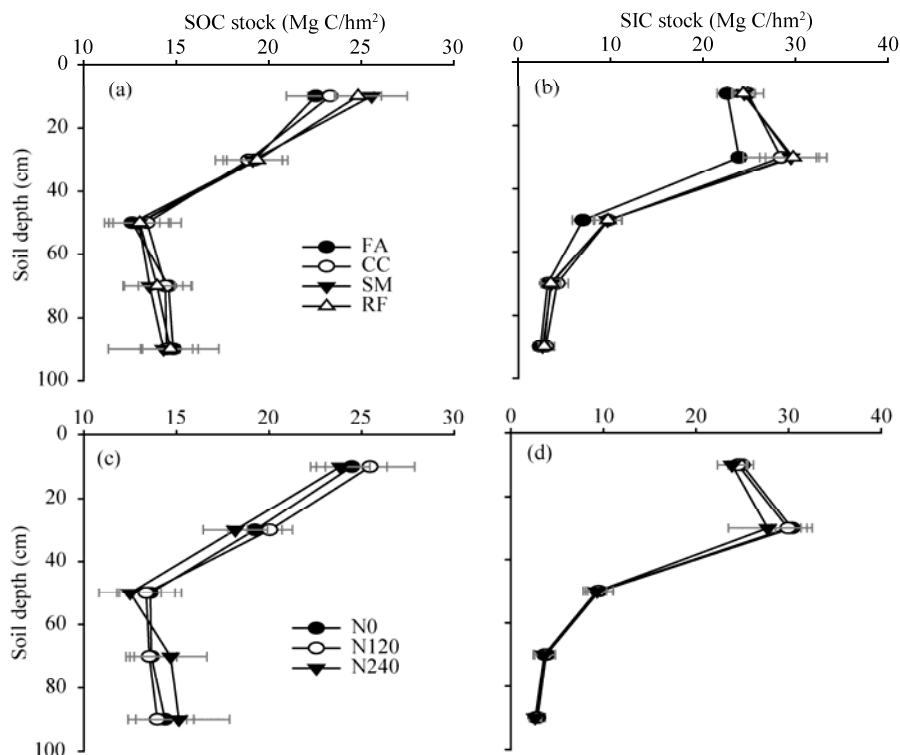 SOC stock (Mg C/hm²)
SIC stock (Mg C/hm²)
10 15 20 25 30
0 10 20 30 40
0
20
40
60
80
100
Soil depth (cm)
(a)
(b)
FA
CC
SM
RF
10 15 20 25 30
0 10 20 30 40
0
20
40
60
80
100
Soil depth (cm)
(c)
(d)
N0
N120
N240